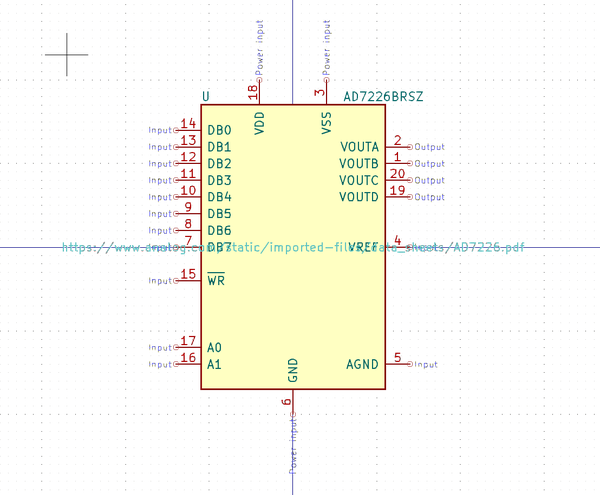 Power input
Power input
18
3
U
AD7226BRSZ
VDD
VSS
Input 14 DB0
Input 13 DB1
VOUTA 2 Output
Input 12 DB2
VOUTB 1 Output
Input 11 DB3
VOUTC 20 Output
Input 10 DB4
VOUTD 19 Output
Input 9 DB5
Input 8 DB6
7 DB7
VREF 4
https://www.analog.com/static/imported-files/data_sheets/AD7226.pdf
Input 15 WR
Input 17 A0
Input 16 A1
AGND 5 Input
GND
6
Power input